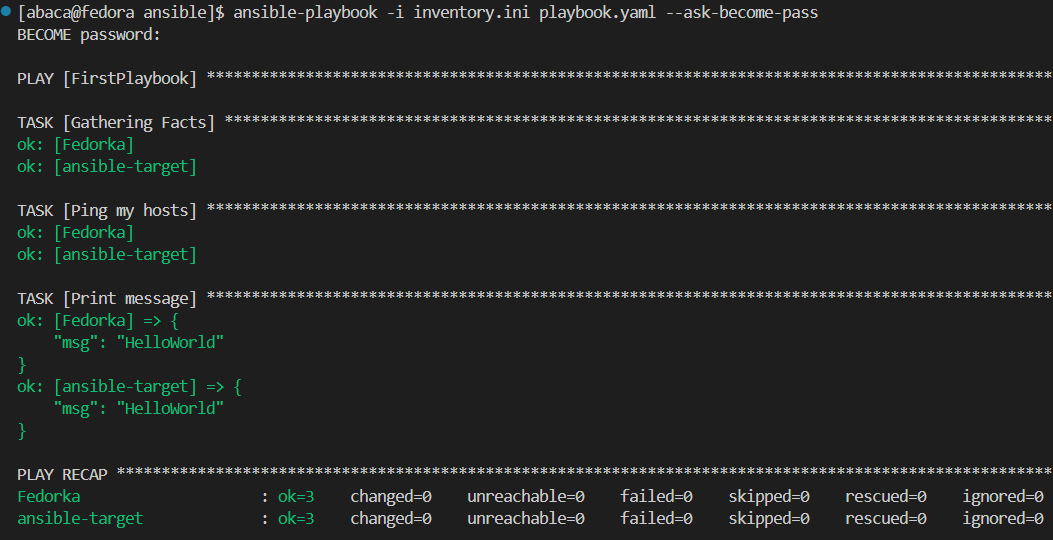 [abaca@fedora ansible]$ ansible-playbook -i inventory.ini playbook.yaml --ask-become-pass
BECOME password:
PLAY [FirstPlaybook] **********************************************************************************************
TASK [Gathering Facts] ********************************************************************************************
ok: [Fedorka]
ok: [ansible-target]
TASK [Ping my hosts] **********************************************************************************************
ok: [Fedorka]
ok: [ansible-target]
TASK [Print message] **********************************************************************************************
ok: [Fedorka] => {
    "msg": "HelloWorld"
}
ok: [ansible-target] => {
    "msg": "HelloWorld"
}
PLAY RECAP ********************************************************************************************************
Fedorka                    : ok=3    changed=0    unreachable=0    failed=0    skipped=0    rescued=0    ignored=0
ansible-target             : ok=3    changed=0    unreachable=0    failed=0    skipped=0    rescued=0    ignored=0